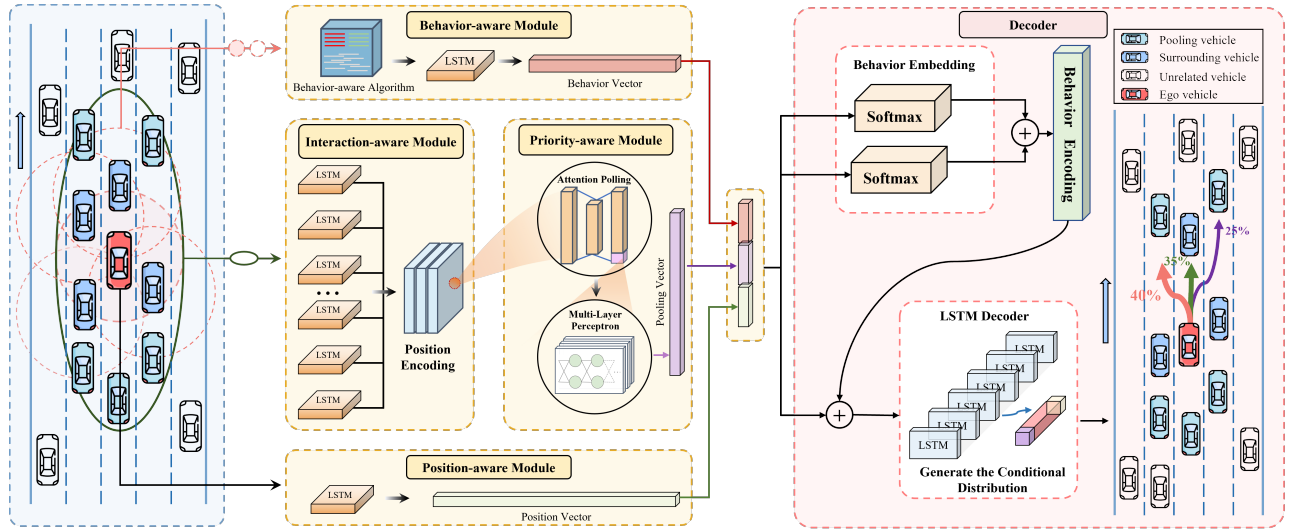 Behavior-aware Module
LSTM
Behavior-aware Algorithm
Behavior Vector
Interaction-aware Module
LSTM
LSTM
LSTM
...
LSTM
LSTM
LSTM
Position
Encoding
Priority-aware Module
Attention Polling
Multi-Layer
Perceptron
Pooling Vector
Position-aware Module
LSTM
Position Vector
Decoder
Behavior Embedding
Softmax
Softmax
+
Behavior Encoding
+
LSTM Decoder
LSTM
LSTM
LSTM
LSTM
LSTM
LSTM
Generate the Conditional
Distribution
Pooling vehicle
Surrounding vehicle
Unrelated vehicle
Ego vehicle
25%
35%
40%